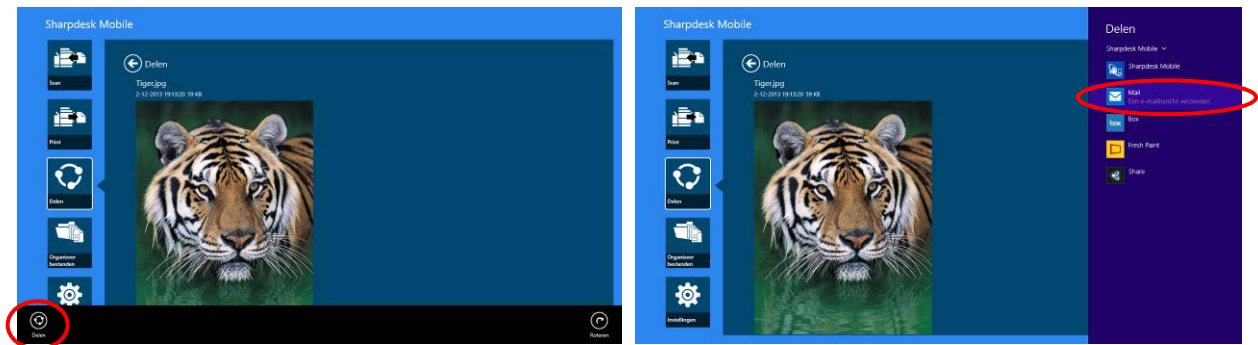 Sharpdesk Mobile
Scan
Print
Delen
Organiseer
bestanden
Delen
Tiger.jpg
2-12-2013 19:13:20 59 KB
Delen
Roteren
Sharpdesk Mobile
Scan
Print
Delen
Organiseer
bestanden
Instellingen
Delen
Tiger.jpg
2-12-2013 19:13:20 59 KB
Delen
Sharpdesk Mobile
Sharpdesk Mobile
Mail
Een e-mailbericht verzenden
box
Box
Fresh Paint
Share